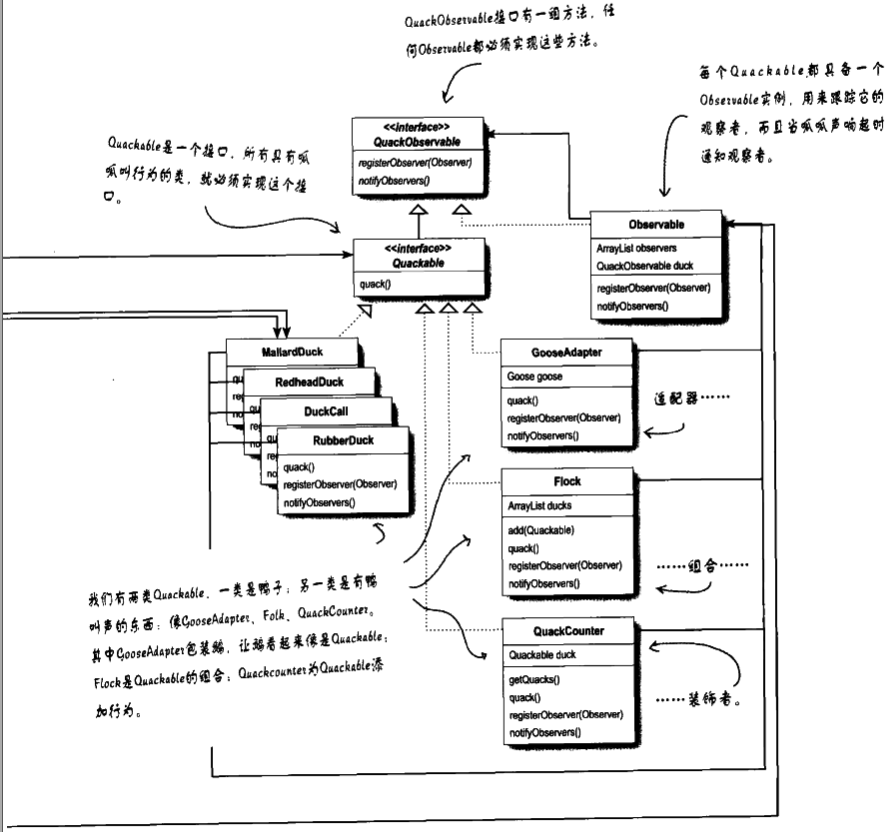 QuackObservable接口有一组方法，任
何Observable都必须实现这些方法。
每个Quackable都具备一个
Observable实例，用来跟踪它的
观察者，而且当呱呱声响起时
通知观察者。
Quackable是一个接口，所有具有呱
呱叫行为的类，就必须实现这个接
口。
<<interface>>
QuackObservable
registerObserver(Observer)
notifyObservers()
Observable
ArrayList observers
QuackObservable duck
registerObserver(Observer)
notifyObservers()
<<interface>>
Quackable
quack()
MallardDuck
qu
re
no
RedheadDuck
qu
re
no
DuckCall
qu
re
no
RubberDuck
quack()
registerObserver(Observer)
notifyObservers()
GooseAdapter
Goose goose
quack()
registerObserver(Observer)
notifyObservers()
适配器……
Flock
ArrayList ducks
add(Quackable)
quack()
registerObserver(Observer)
notifyObservers()
……组合……
QuackCounter
Quackable duck
getQuacks()
quack()
registerObserver(Observer)
notifyObservers()
……装饰者。
我们有两类Quackable，一类是鸭子；另一类是有鸭
叫声的东西：像GooseAdapter、Folk、QuackCounter。
其中GooseAdapter包装鹅，让鹅看起来像是Quackable；
Flock是Quackable的组合；Quackcounter为Quackable添
加行为。